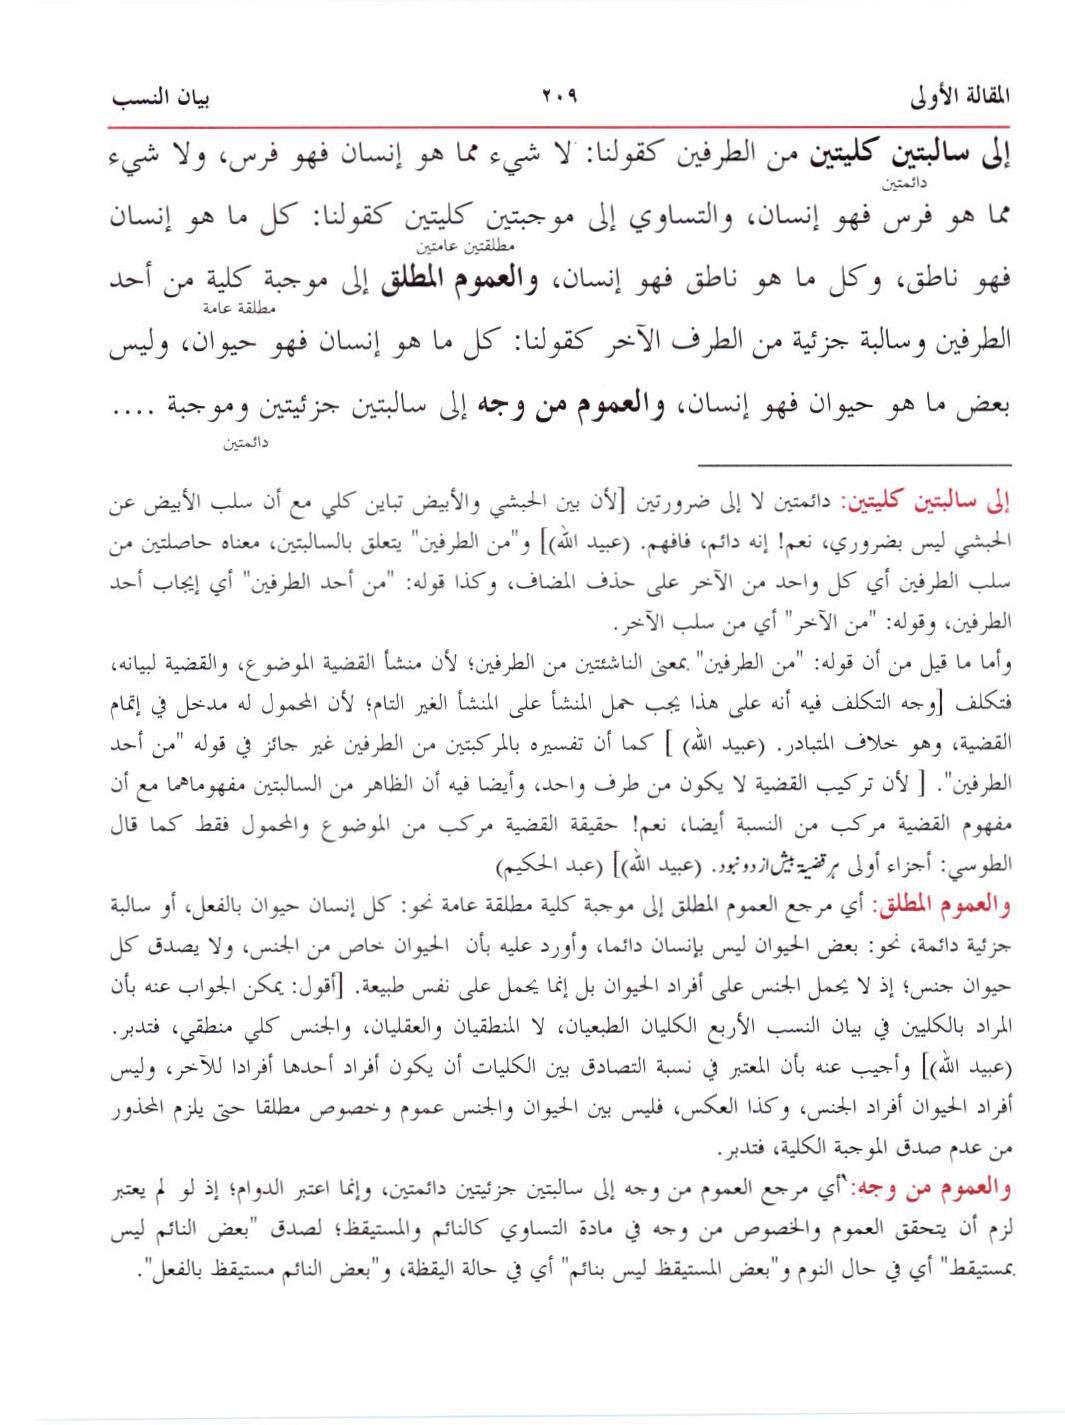 المقالة الأولى ٢٠٩ بيان النسب
إلى سالبتين كليتين من الطرفين كقولنا: لا شيء مما هو إنسان فهو فرس، ولا شيء
دائمتين
مما هو فرس فهو إنسان، والتساوي إلى موجبتين كليتين كقولنا: كل ما هو إنسان
مطلقتين عامتين
فهو ناطق، وكل ما هو ناطق فهو إنسان، والعموم المطلق إلى موجبة كلية من أحد
مطلقة عامة
الطرفين وسالبة جزئية من الطرف الآخر كقولنا: كل ما هو إنسان فهو حيوان، وليس
بعض ما هو حيوان فهو إنسان، والعموم من وجه إلى سالبتين جزئيتين وموجبة ....
دائمتين
إلى سالبتين كليتين: دائمتين لا إلى ضرورتين [لأن بين الحبشي والأبيض تباين كلي مع أن سلب الأبيض عن
الحبشي ليس بضروري، نعم! إنه دائم، فافهم. (عبيد الله)] و"من الطرفين" يتعلق بالسالبتين، معناه حاصلتين من
سلب الطرفين أي كل واحد من الآخر على حذف المضاف، وكذا قوله: "من أحد الطرفين" أي إيجاب أحد
الطرفين، وقوله: "من الآخر" أي من سلب الآخر.
وأما ما قيل من أن قوله: "من الطرفين" بمعنى الناشئتين من الطرفين؛ لأن منشأ القضية الموضوع، والقضية لبيانه،
فتكلف [وجه التكلف فيه أنه على هذا يجب حمل المنشأ على المنشأ الغير التام؛ لأن المحمول له مدخل في إتمام
القضية، وهو خلاف المتبادر. (عبيد الله) ] كما أن تفسيره بالمركبتين من الطرفين غير جائز في قوله "من أحد
الطرفين". [ لأن تركيب القضية لا يكون من طرف واحد، وأيضا فيه أن الظاهر من السالبتين مفهوماهما مع أن
مفهوم القضية مركب من النسبة أيضا، نعم! حقيقة القضية مركب من الموضوع والمحمول فقط كما قال
الطوسي: أجزاء أولى ہر قضیۃ بیش از دو نبود. (عبيد الله)] (عبد الحكيم)
والعموم المطلق: أي مرجع العموم المطلق إلى موجبة كلية مطلقة عامة نحو: كل إنسان حيوان بالفعل، أو سالبة
جزئية دائمة، نحو: بعض الحيوان ليس بإنسان دائما، وأورد عليه بأن الحيوان خاص من الجنس، ولا يصدق كل
حيوان جنس؛ إذ لا يحمل الجنس على أفراد الحيوان بل إنما يحمل على نفس طبيعة. [أقول: يمكن الجواب عنه بأن
المراد بالكليين في بيان النسب الأربع الكليان الطبعيان، لا المنطقيان والعقليان، والجنس كلي منطقي، فتدبر.
(عبيد الله)] وأجيب عنه بأن المعتبر في نسبة التصادق بين الكليات أن يكون أفراد أحدها أفرادا للآخر، وليس
أفراد الحيوان أفراد الجنس، وكذا العكس، فليس بين الحيوان والجنس عموم وخصوص مطلقا حتى يلزم المحذور
من عدم صدق الموجبة الكلية، فتدبر.
والعموم من وجه: أي مرجع العموم من وجه إلى سالبتين جزئيتين دائمتين، وإنما اعتبر الدوام؛ إذ لو لم يعتبر
لزم أن يتحقق العموم والخصوص من وجه في مادة التساوي كالنائم والمستيقظ؛ لصدق "بعض النائم ليس
بمستيقظ" أي في حال النوم و"بعض المستيقظ ليس بنائم" أي في حالة اليقظة، و"بعض النائم مستيقظ بالفعل".